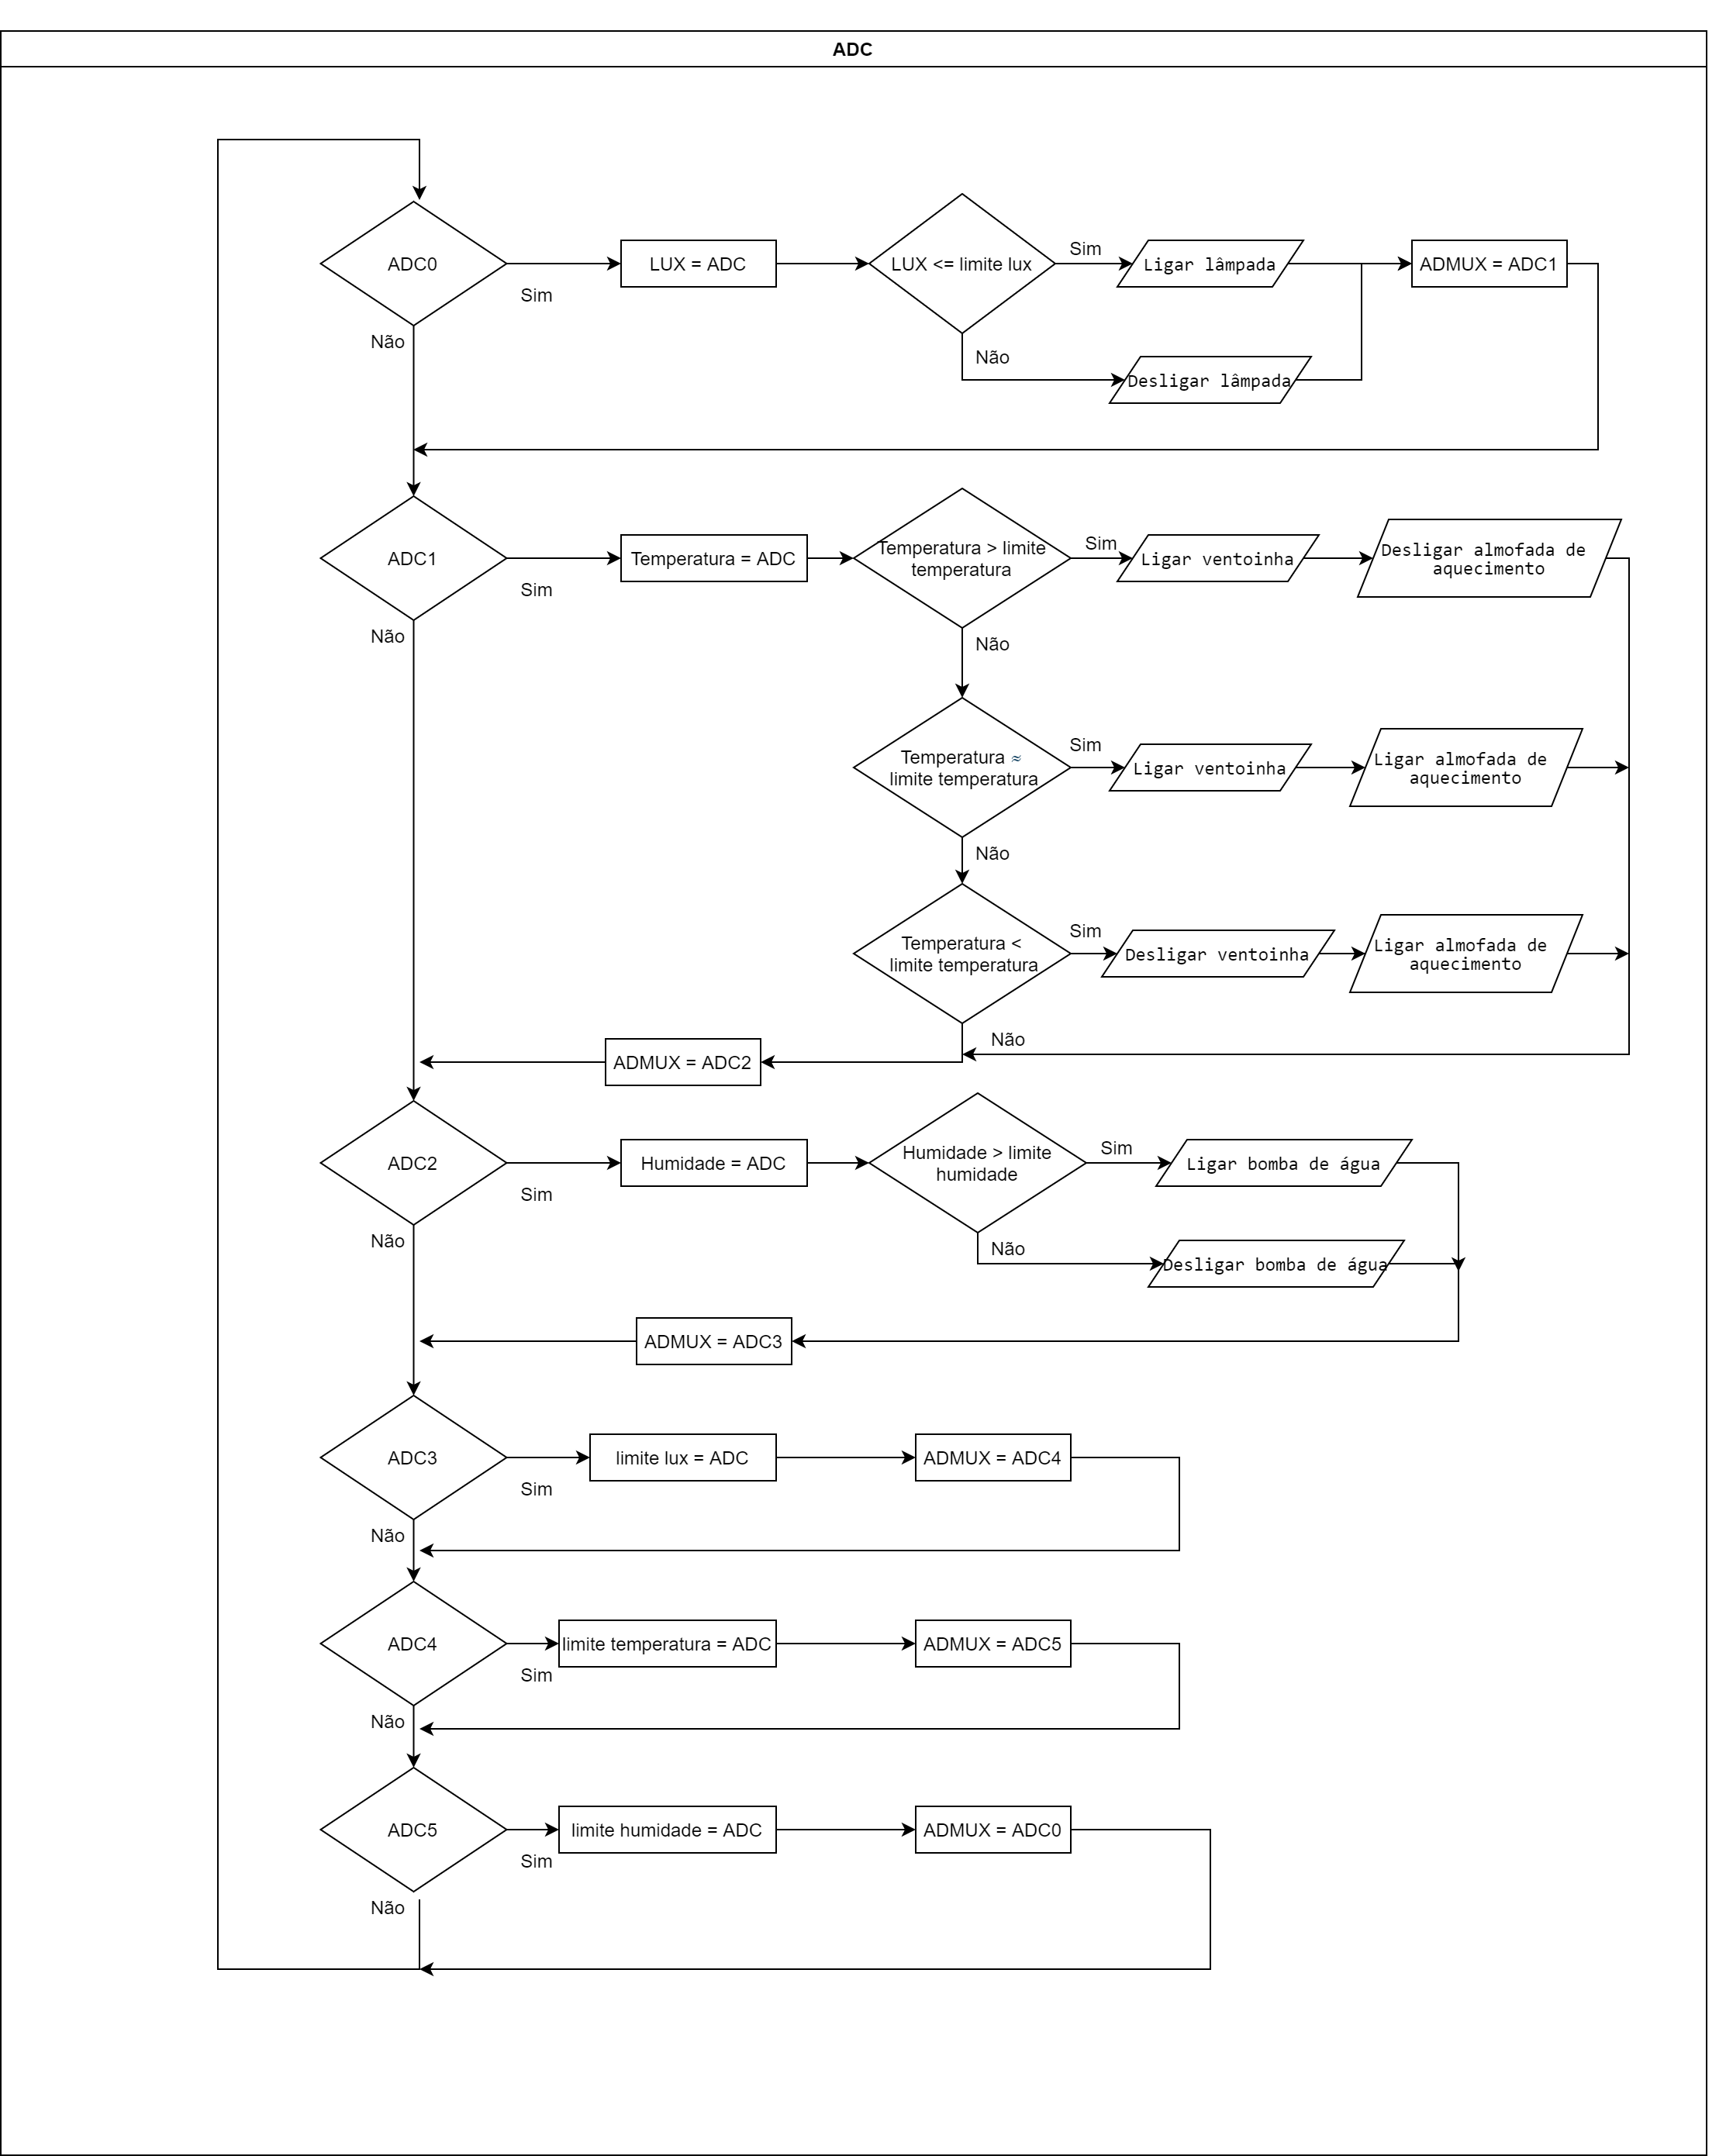 ADC
ADC0
Sim
Não
LUX = ADC
LUX <= limite lux
Sim
Não
Ligar lâmpada
Desligar lâmpada
ADMUX = ADC1
ADC1
Sim
Não
Temperatura = ADC
Temperatura > limite
temperatura
Sim
Não
Ligar ventoinha
Desligar almofada de
aquecimento
Temperatura ≈
limite temperatura
Sim
Não
Ligar ventoinha
Ligar almofada de
aquecimento
Temperatura <
limite temperatura
Sim
Não
Desligar ventoinha
Ligar almofada de
aquecimento
ADMUX = ADC2
ADC2
Sim
Não
Humidade = ADC
Humidade > limite
humidade
Sim
Não
Ligar bomba de água
Desligar bomba de água
ADMUX = ADC3
ADC3
Sim
Não
limite lux = ADC
ADMUX = ADC4
ADC4
Sim
Não
limite temperatura = ADC
ADMUX = ADC5
ADC5
Sim
Não
limite humidade = ADC
ADMUX = ADC0